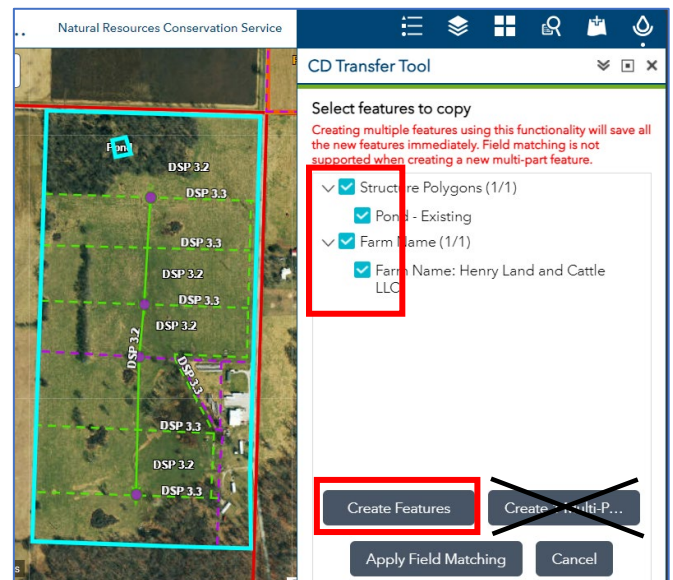 ..
Natural Resources Conservation Service
CD Transfer Tool
Select features to copy
Creating multiple features using this functionality will save all
the new features immediately. Field matching is not
supported when creating a new multi-part feature.
Structure Polygons (1/1)
Pond - Existing
Farm Name (1/1)
Farm Name: Henry Land and Cattle
LLC
Create Features
Create a Multi-P...
Apply Field Matching
Cancel
Pond
DSP 3.2
DSP 3.3
DSP 3.3
DSP 3.2
DSP 3.3
DSP 3.2
DSP 3.2
DSP 3.3
DSP 3.3
DSP 3.2
DSP 3.3
s